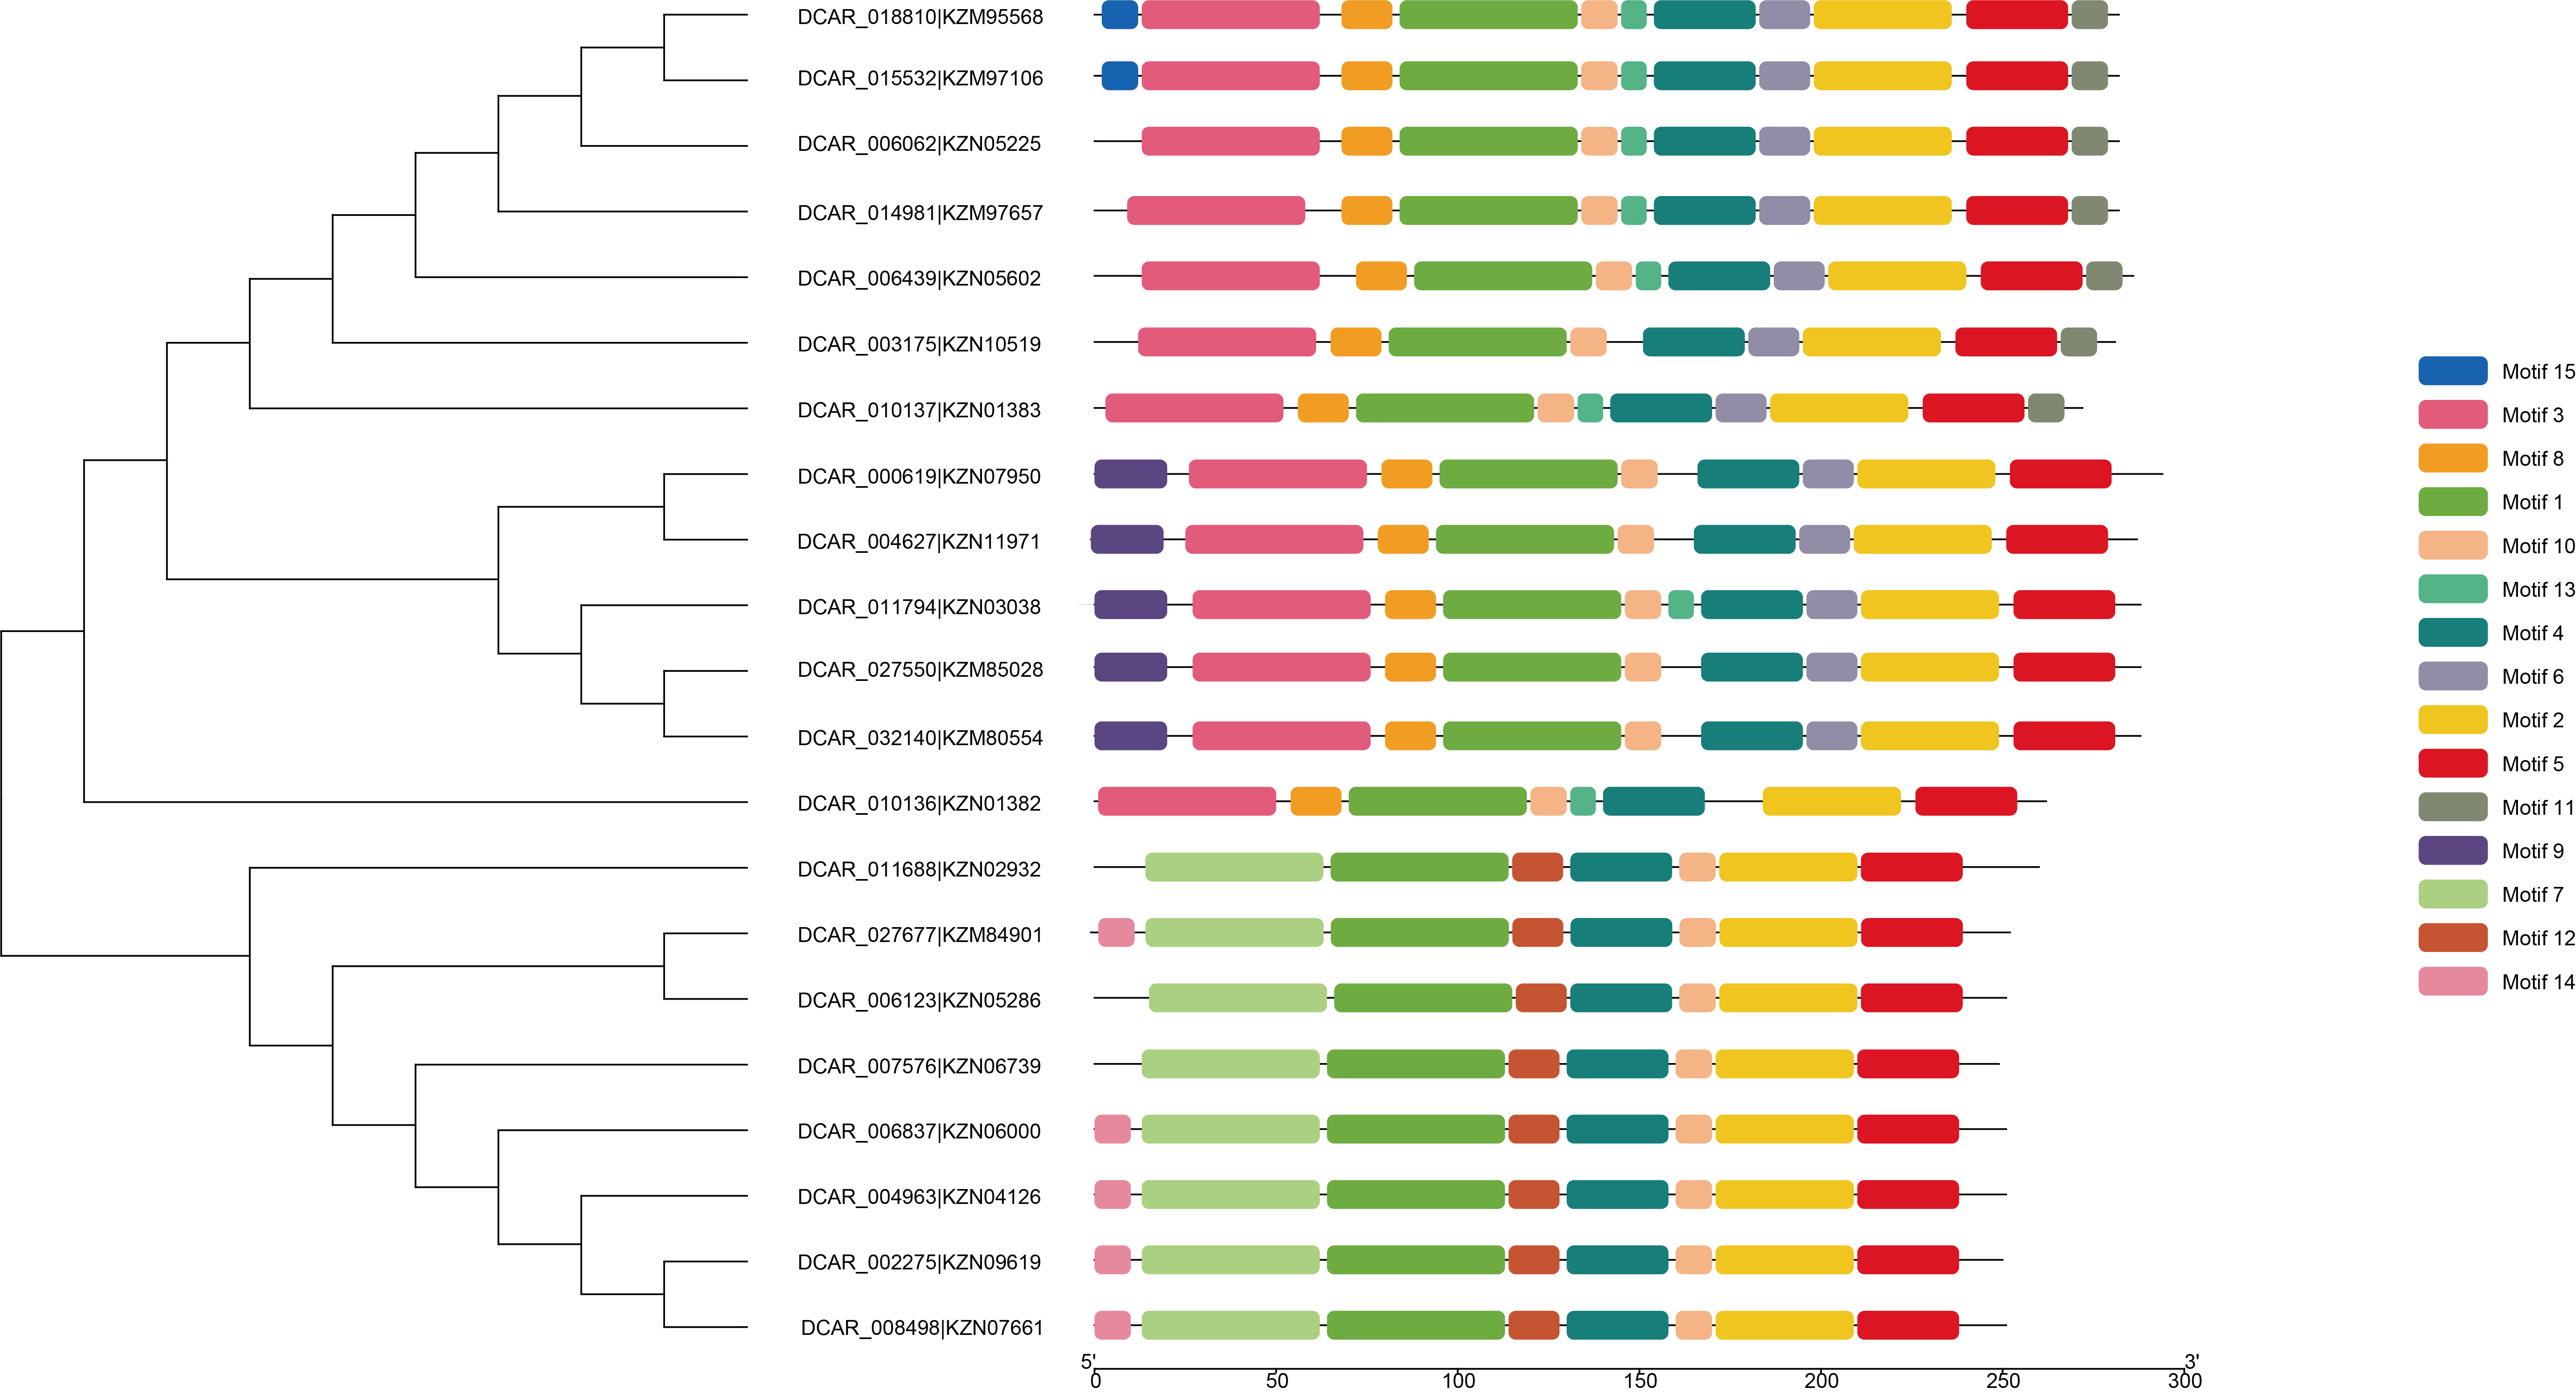 DCAR_018810|KZM95568
DCAR_015532|KZM97106
DCAR_006062|KZN05225
DCAR_014981|KZM97657
DCAR_006439|KZN05602
DCAR_003175|KZN10519
DCAR_010137|KZN01383
DCAR_000619|KZN07950
DCAR_004627|KZN11971
DCAR_011794|KZN03038
DCAR_027550|KZM85028
DCAR_032140|KZM80554
DCAR_010136|KZN01382
DCAR_011688|KZN02932
DCAR_027677|KZM84901
DCAR_006123|KZN05286
DCAR_007576|KZN06739
DCAR_006837|KZN06000
DCAR_004963|KZN04126
DCAR_002275|KZN09619
DCAR_008498|KZN07661
5' 3'
0 50 100 150 200 250 300
Motif 15
Motif 3
Motif 8
Motif 1
Motif 10
Motif 13
Motif 4
Motif 6
Motif 2
Motif 5
Motif 11
Motif 9
Motif 7
Motif 12
Motif 14